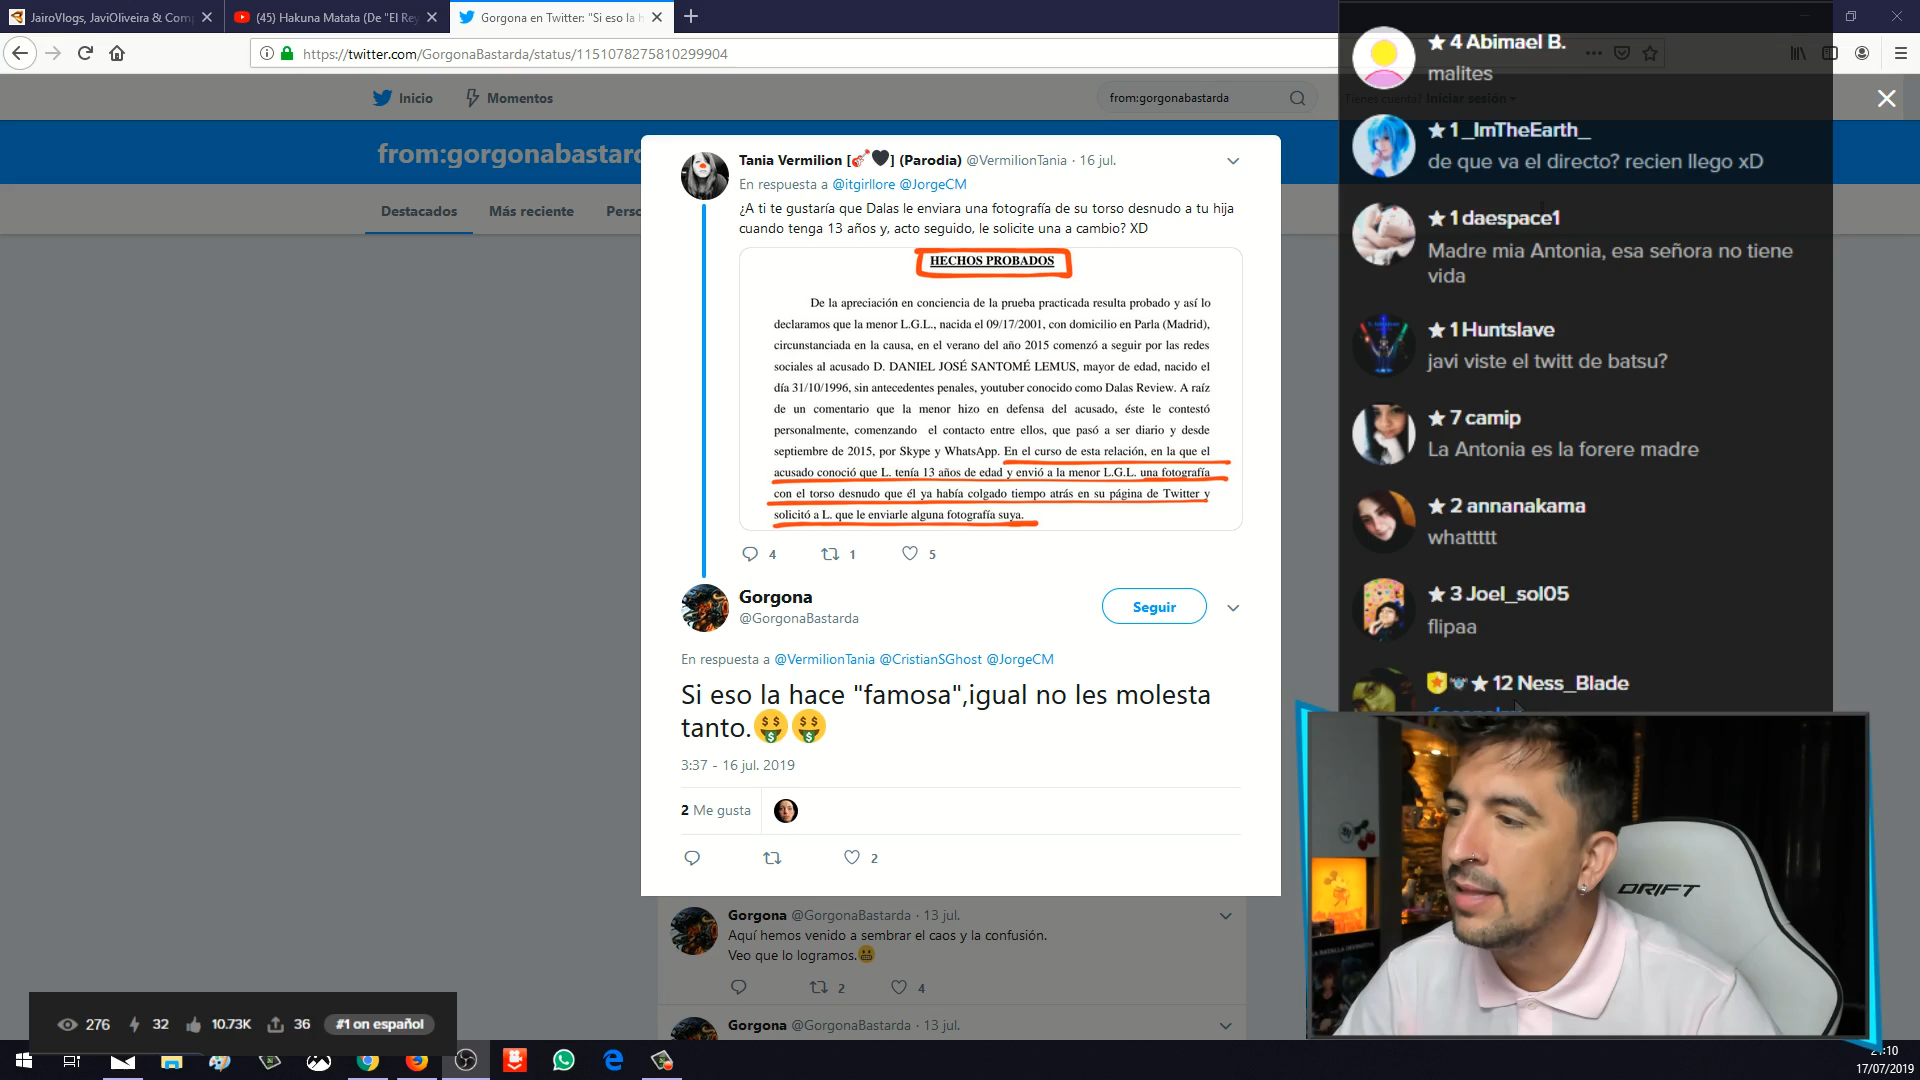 JairoVlogs, JaviOliveira & Com
(45) Hakuna Matata (De "El Rey
Gorgona en Twitter: "Si eso la h
https://twitter.com/GorgonaBastarda/status/1151078275810299904
Inicio
Momentos
from:gorgonabastarda
¿Tienes cuenta? Iniciar sesión
from:gorgonabastard
Destacados
Más reciente
Perso
Tania Vermilion [🎸🖤] (Parodia) @VermilionTania · 16 jul.
En respuesta a @itgirllore @JorgeCM
¿A ti te gustaría que Dalas le enviara una fotografía de su torso desnudo a tu hija
cuando tenga 13 años y, acto seguido, le solicite una a cambio? XD
HECHOS PROBADOS
De la apreciación en conciencia de la prueba practicada resulta probado y así lo
declaramos que la menor L.G.L., nacida el 09/17/2001, con domicilio en Parla (Madrid),
circunstanciada en la causa, en el verano del año 2015 comenzó a seguir por las redes
sociales al acusado D. DANIEL JOSÉ SANTOMÉ LEMUS, mayor de edad, nacido el
día 31/10/1996, sin antecedentes penales, youtuber conocido como Dalas Review. A raíz
de un comentario que la menor hizo en defensa del acusado, éste le contestó
personalmente, comenzando el contacto entre ellos, que pasó a ser diario y desde
septiembre de 2015, por Skype y WhatsApp. En el curso de esta relación, en la que el
acusado conoció que L. tenía 13 años de edad y envió a la menor L.G.L. una fotografía
con el torso desnudo que él ya había colgado tiempo atrás en su página de Twitter y
solicitó a L. que le enviarle alguna fotografía suya.
4
1
5
Gorgona
@GorgonaBastarda
Seguir
En respuesta a @VermilionTania @CristianSGhost @JorgeCM
Si eso la hace "famosa",igual no les molesta
tanto.🤑🤑
3:37 - 16 jul. 2019
2 Me gusta
2
Gorgona @GorgonaBastarda · 13 jul.
Aquí hemos venido a sembrar el caos y la confusión.
Veo que lo logramos.😬
2
4
Gorgona @GorgonaBastarda · 13 jul.
★ 4 Abimael B.
malites
★ 1 _ImTheEarth_
de que va el directo? recien llego xD
★ 1 daespace1
Madre mia Antonia, esa señora no tiene
vida
★ 1 Huntslave
javi viste el twitt de batsu?
★ 7 camip
La Antonia es la forere madre
★ 2 annanakama
whattttt
★ 3 Joel_sol05
flipaa
★ 12 Ness_Blade
DRIFT
276
32
10.73K
36
#1 on español
21:10
17/07/2019